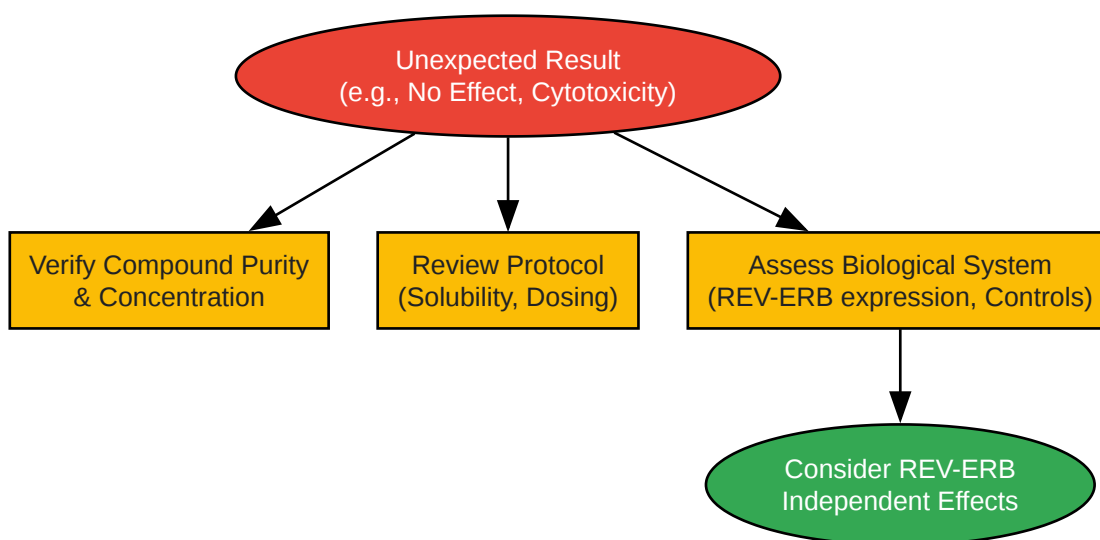 Unexpected Result
(e.g., No Effect, Cytotoxicity)
Verify Compound Purity
& Concentration
Review Protocol
(Solubility, Dosing)
Assess Biological System
(REV-ERB expression, Controls)
Consider REV-ERB
Independent Effects